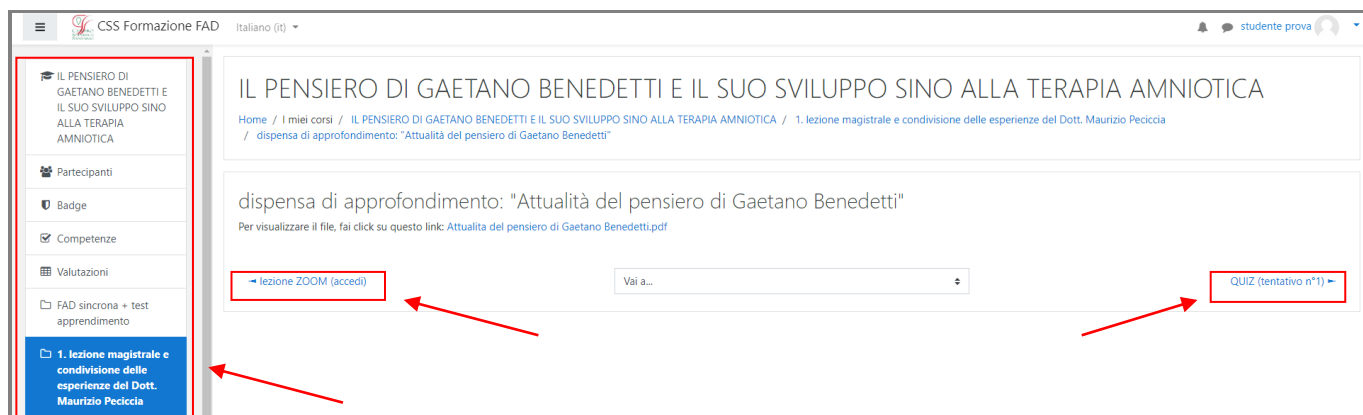 CSS Formazione FAD Italiano (it)
studente prova
IL PENSIERO DI
GAETANO BENEDETTI E
IL SUO SVILUPPO SINO
ALLA TERAPIA
AMNIOTICA
Partecipanti
Badge
Competenze
Valutazioni
FAD sincrona + test
apprendimento
1. lezione magistrale e
condivisione delle
esperienze del Dott.
Maurizio Peciccia
IL PENSIERO DI GAETANO BENEDETTI E IL SUO SVILUPPO SINO ALLA TERAPIA AMNIOTICA
Home / I miei corsi / IL PENSIERO DI GAETANO BENEDETTI E IL SUO SVILUPPO SINO ALLA TERAPIA AMNIOTICA / 1. lezione magistrale e condivisione delle esperienze del Dott. Maurizio Peciccia
/ dispensa di approfondimento: "Attualità del pensiero di Gaetano Benedetti"
dispensa di approfondimento: "Attualità del pensiero di Gaetano Benedetti"
Per visualizzare il file, fai click su questo link: Attualita del pensiero di Gaetano Benedetti.pdf
◄ lezione ZOOM (accedi)
Vai a...
QUIZ (tentativo n°1) ►